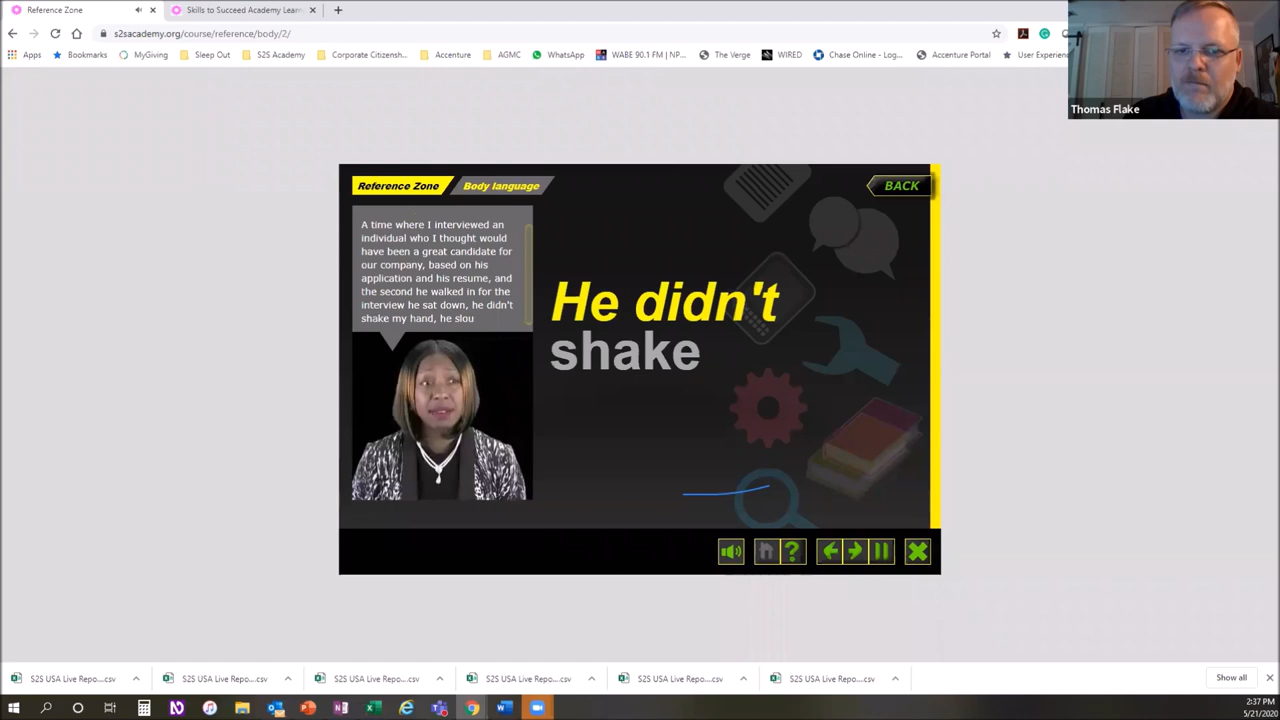 Reference Zone
Skills to Succeed Academy Learn
s2sacademy.org/course/reference/body/2/
Apps
Bookmarks
MyGiving
Sleep Out
S2S Academy
Corporate Citizensh...
Accenture
AGMC
WhatsApp
WABE 90.1 FM | NP...
The Verge
WIRED
Chase Online - Log...
Accenture Portal
User Experien
Thomas Flake
Reference Zone
Body language
BACK
A time where I interviewed an
individual who I thought would
have been a great candidate for
our company, based on his
application and his resume, and
the second he walked in for the
interview he sat down, he didn't
shake my hand, he slou
He didn't
shake
S2S USA Live Repo....csv
S2S USA Live Repo....csv
S2S USA Live Repo....csv
S2S USA Live Repo....csv
S2S USA Live Repo....csv
S2S USA Live Repo....csv
Show all
2:37 PM
5/21/2020